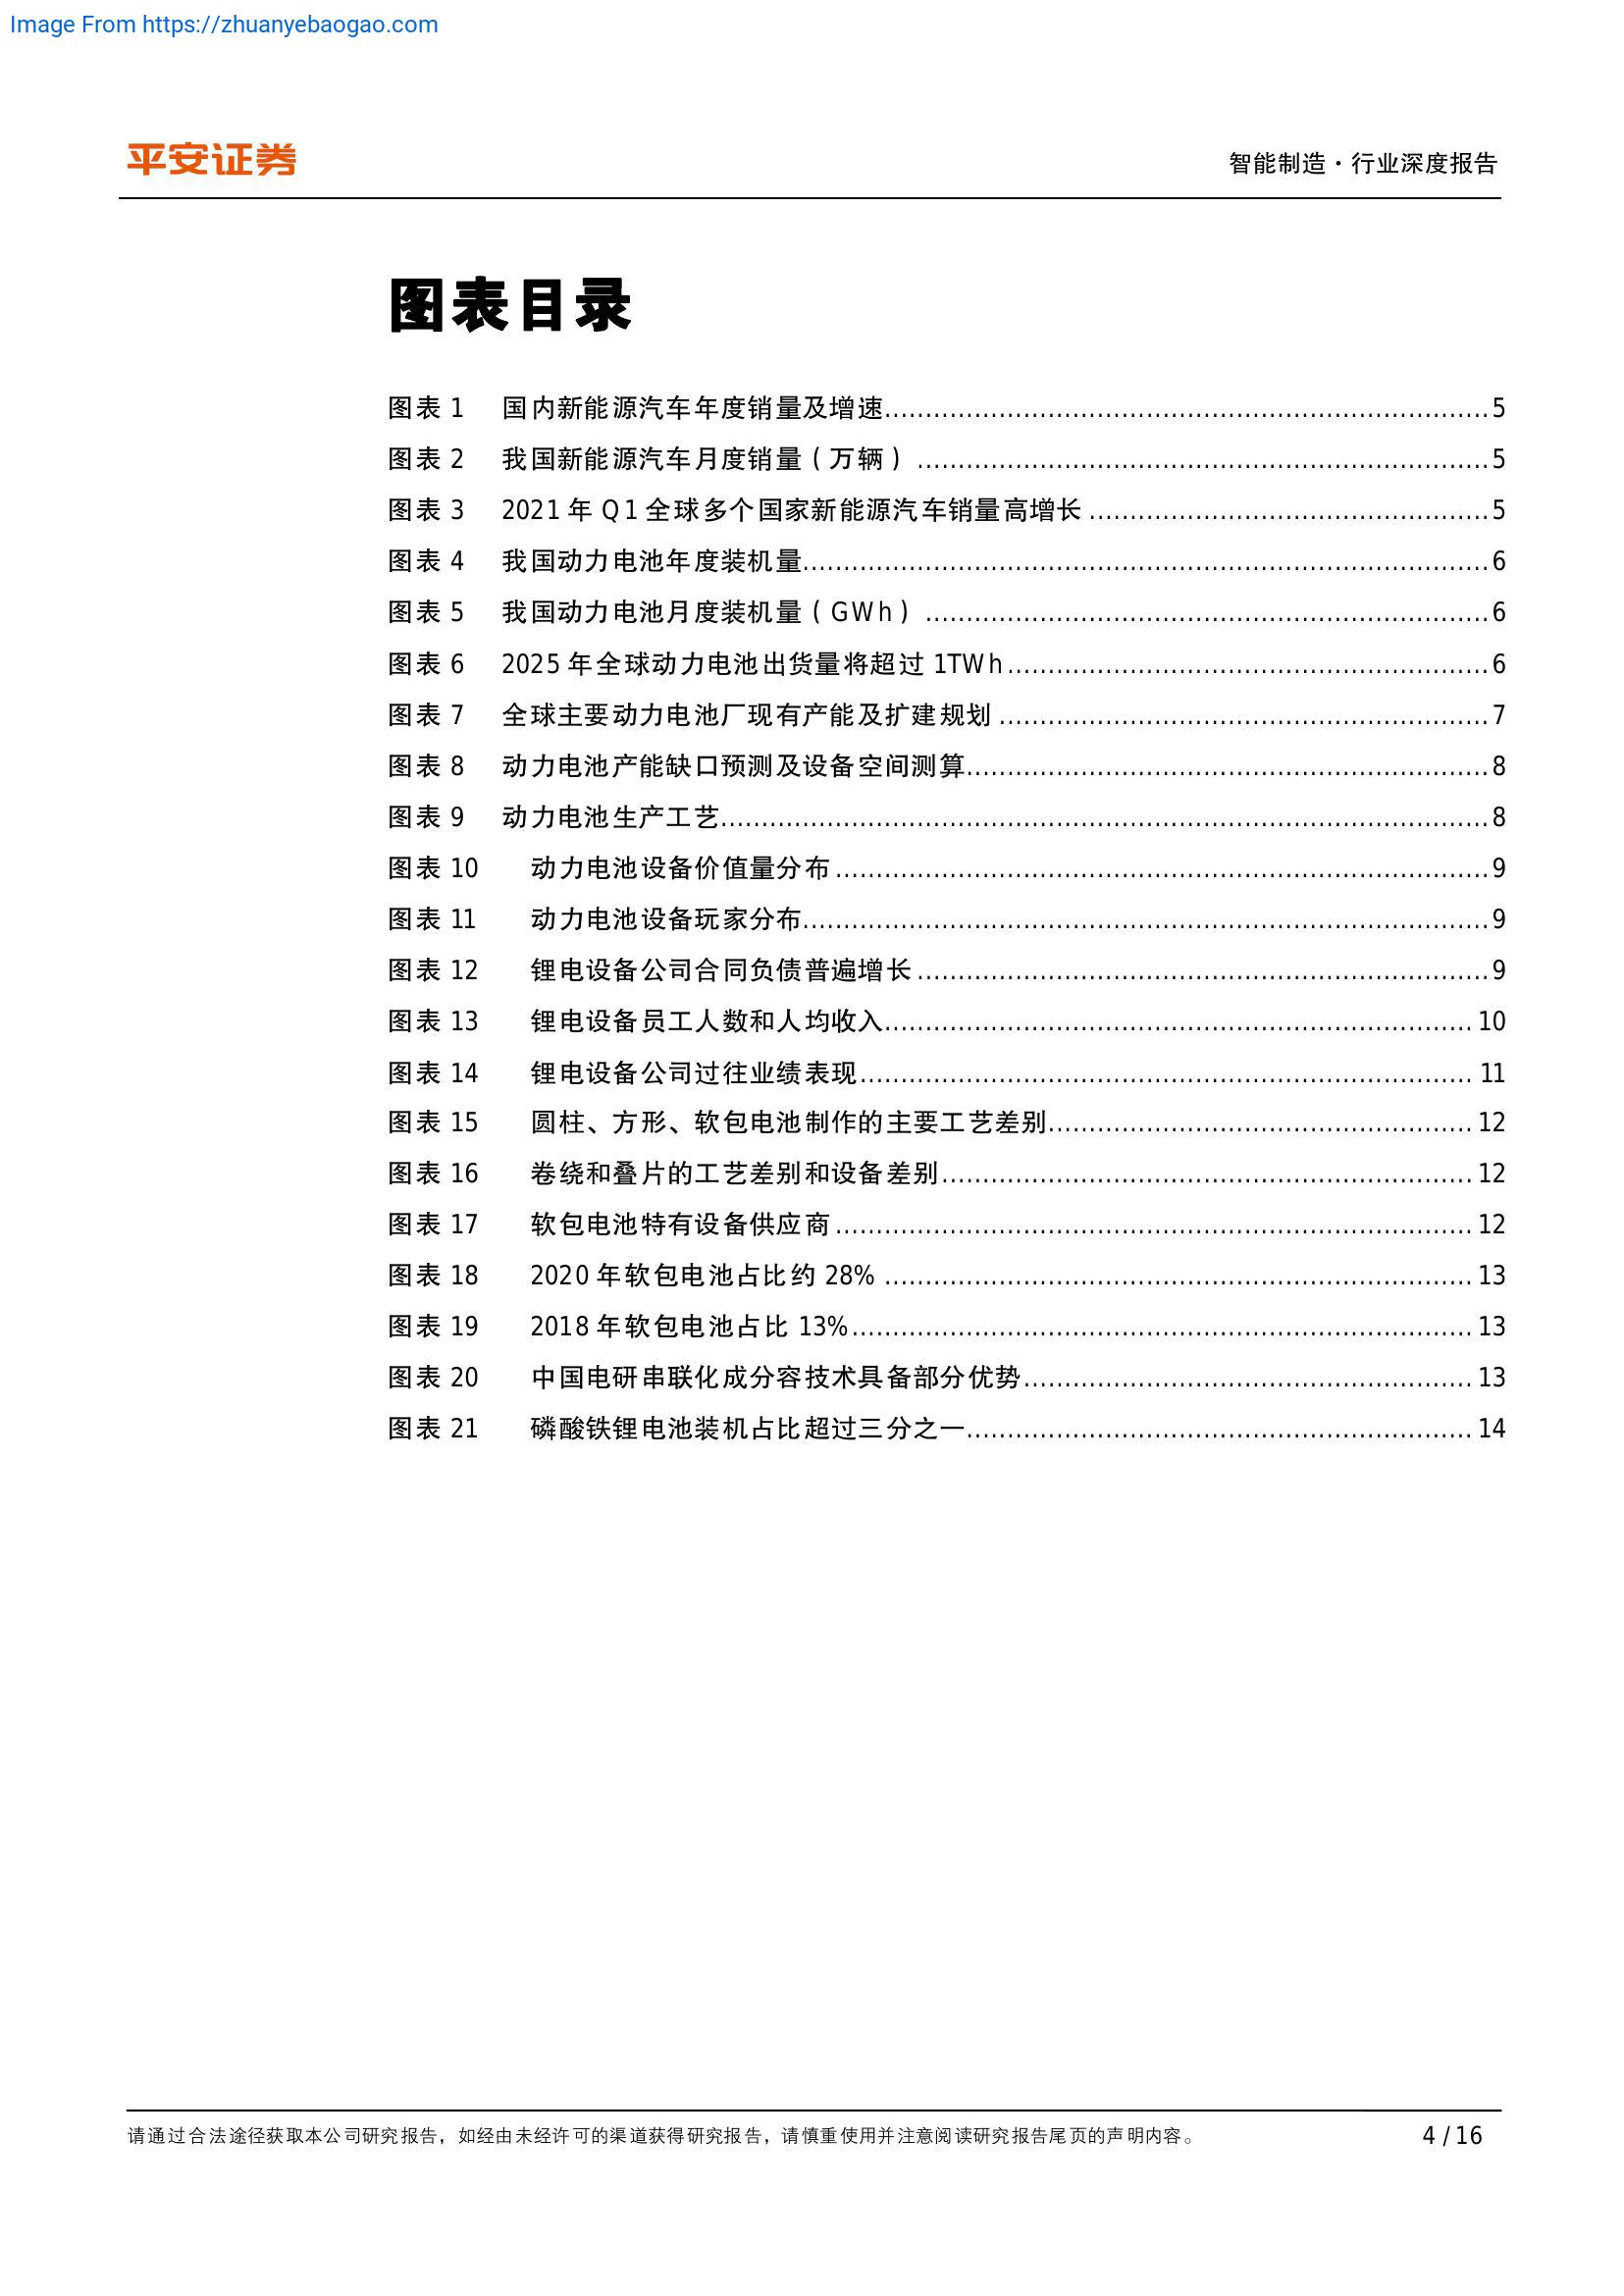 Image From https://zhuanyebaogao.com
平安证券
智能制造·行业深度报告
图表目录
图表 1 国内新能源汽车年度销量及增速........................................5
图表 2 我国新能源汽车月度销量（万辆）........................................5
图表 3 2021 年 Q1 全球多个国家新能源汽车销量高增长........................................5
图表 4 我国动力电池年度装机量........................................6
图表 5 我国动力电池月度装机量（GWh）........................................6
图表 6 2025 年全球动力电池出货量将超过 1TWh........................................6
图表 7 全球主要动力电池厂现有产能及扩建规划........................................7
图表 8 动力电池产能缺口预测及设备空间测算........................................8
图表 9 动力电池生产工艺........................................8
图表 10 动力电池设备价值量分布........................................9
图表 11 动力电池设备玩家分布........................................9
图表 12 锂电设备公司合同负债普遍增长........................................9
图表 13 锂电设备员工人数和人均收入........................................10
图表 14 锂电设备公司过往业绩表现........................................11
图表 15 圆柱、方形、软包电池制作的主要工艺差别........................................12
图表 16 卷绕和叠片的工艺差别和设备差别........................................12
图表 17 软包电池特有设备供应商........................................12
图表 18 2020 年软包电池占比约 28%........................................13
图表 19 2018 年软包电池占比 13%........................................13
图表 20 中国电研串联化成分容技术具备部分优势........................................13
图表 21 磷酸铁锂电池装机占比超过三分之一........................................14
请通过合法途径获取本公司研究报告，如经由未经许可的渠道获得研究报告，请慎重使用并注意阅读研究报告尾页的声明内容。
4 / 16